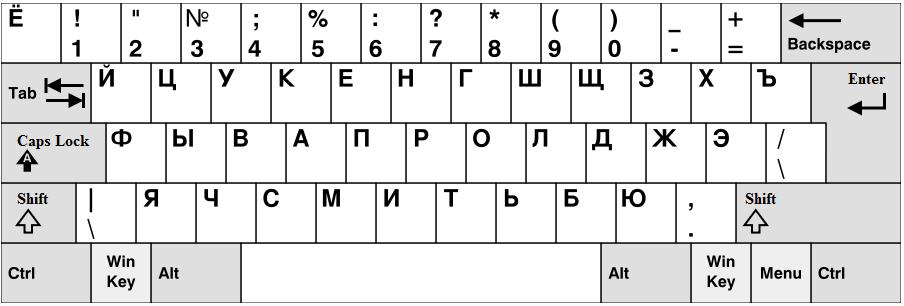 Ё ! " № ; % : ? * ( ) _ +
1 2 3 4 5 6 7 8 9 0 - = Backspace
Tab Й Ц У К Е Н Г Ш Щ З Х Ъ Enter
Caps Lock Ф Ы В А П Р О Л Д Ж Э /
A \
Shift | Я Ч С М И Т Ь Б Ю , Shift
\ .
Ctrl Win Key Alt Alt Win Key Menu Ctrl